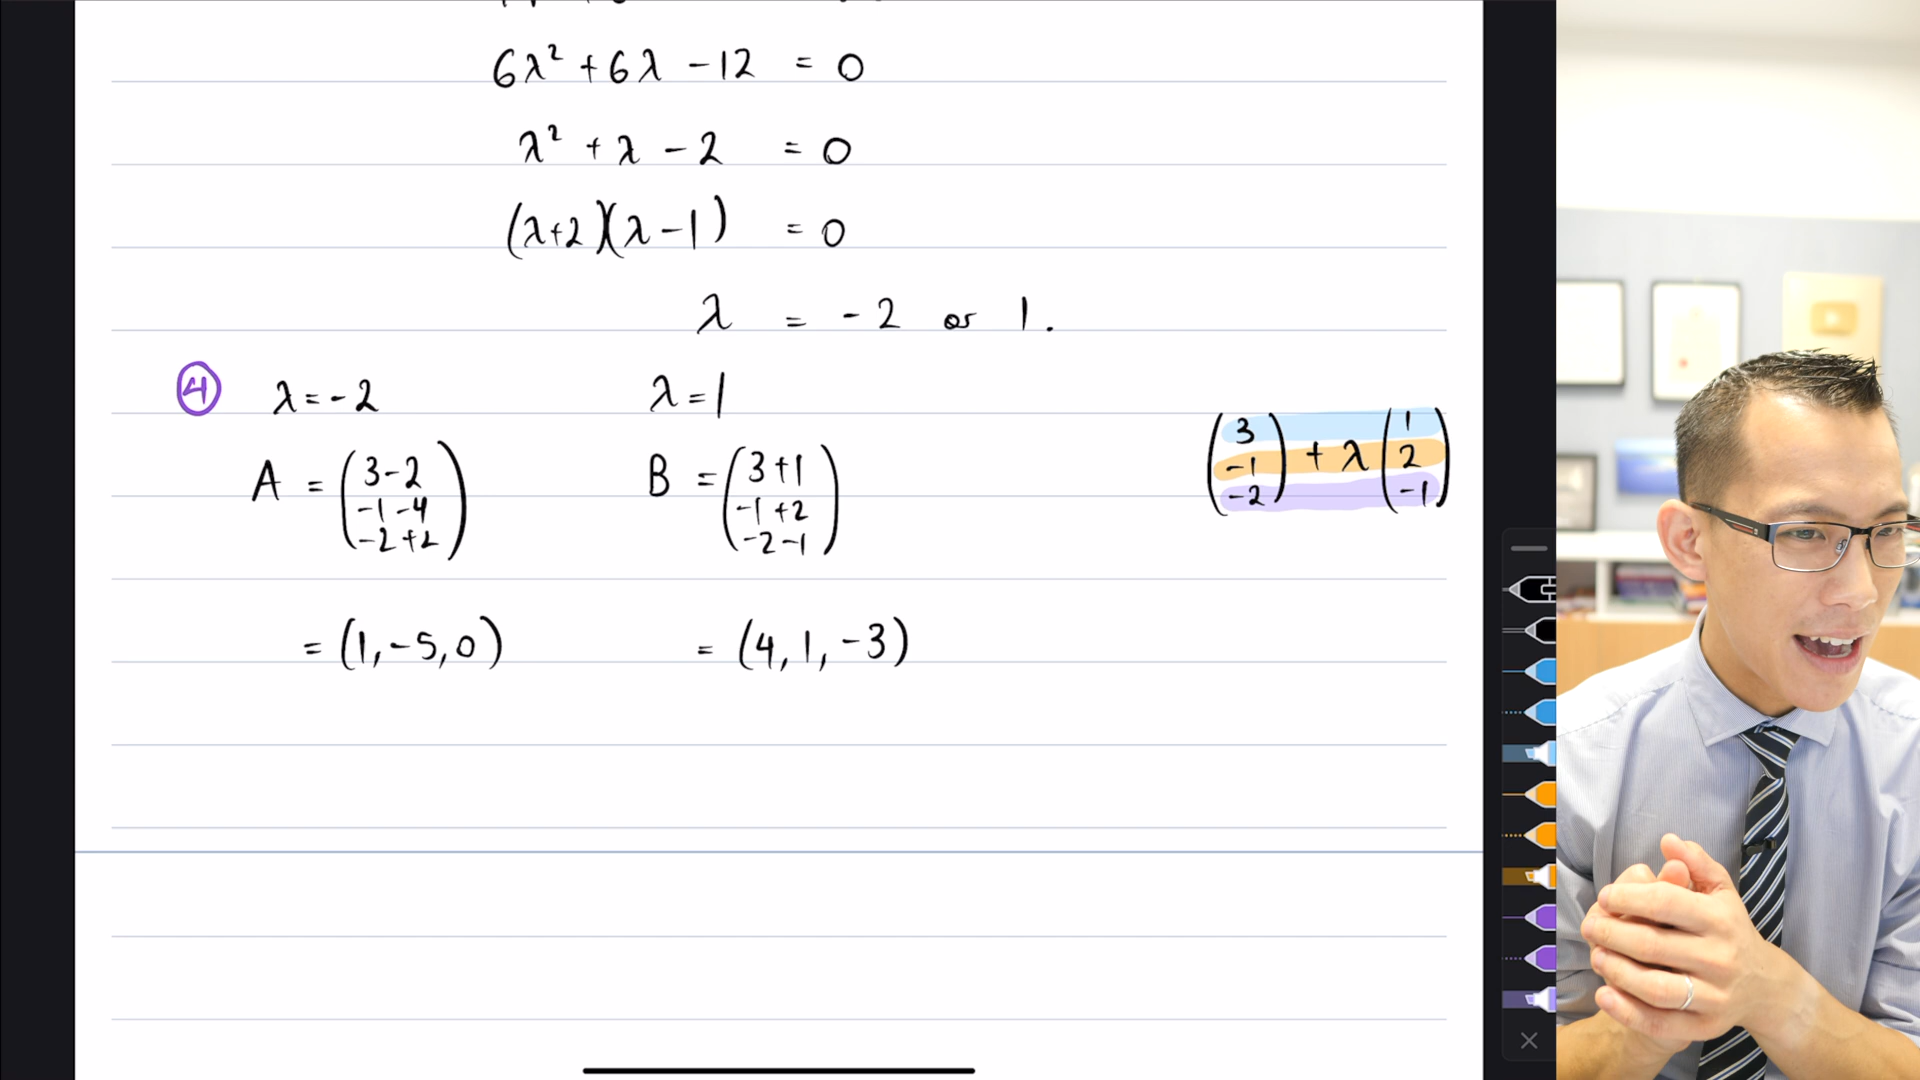 6λ² + 6λ - 12 = 0
λ² + λ - 2 = 0
(λ+2)(λ-1) = 0
λ = -2 or 1.
④ λ = -2 λ = 1
A = (3-2 -1-4 -2+2) B = (3+1 -1+2 -2-1) (3 -1 -2) + λ (1 2 -1)
= (1,-5,0) = (4,1,-3)